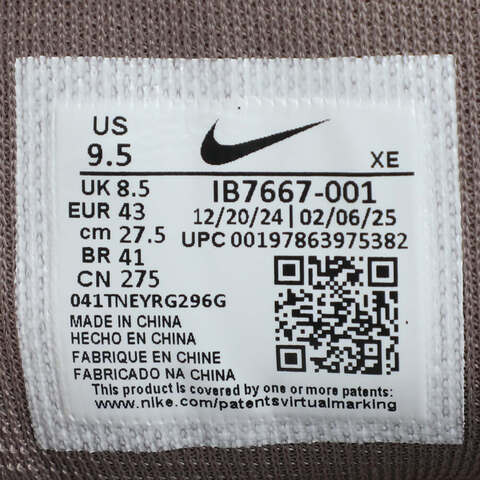 US
9.5
XE
UK 8.5
EUR 43
cm 27.5
BR 41
CN 275
IB7667-001
12/20/24 | 02/06/25
UPC 00197863975382
041TNEYRG296G
MADE IN CHINA
HECHO EN CHINA
FABRIQUE EN CHINE
FABRICADO NA CHINA
This product is covered by one or more patents:
www.nike.com/patentsvirtualmarking